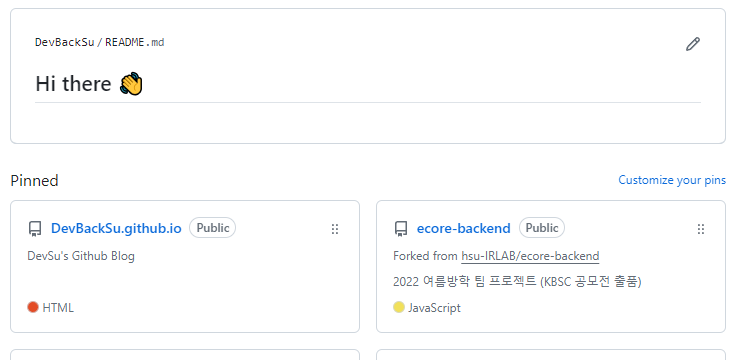 DevBackSu / README.md
Hi there 👋
Pinned
Customize your pins
DevBackSu.github.io Public
DevSu's Github Blog
HTML
ecore-backend Public
Forked from hsu-IRLAB/ecore-backend
2022 여름방학 팀 프로젝트 (KBSC 공모전 출품)
JavaScript